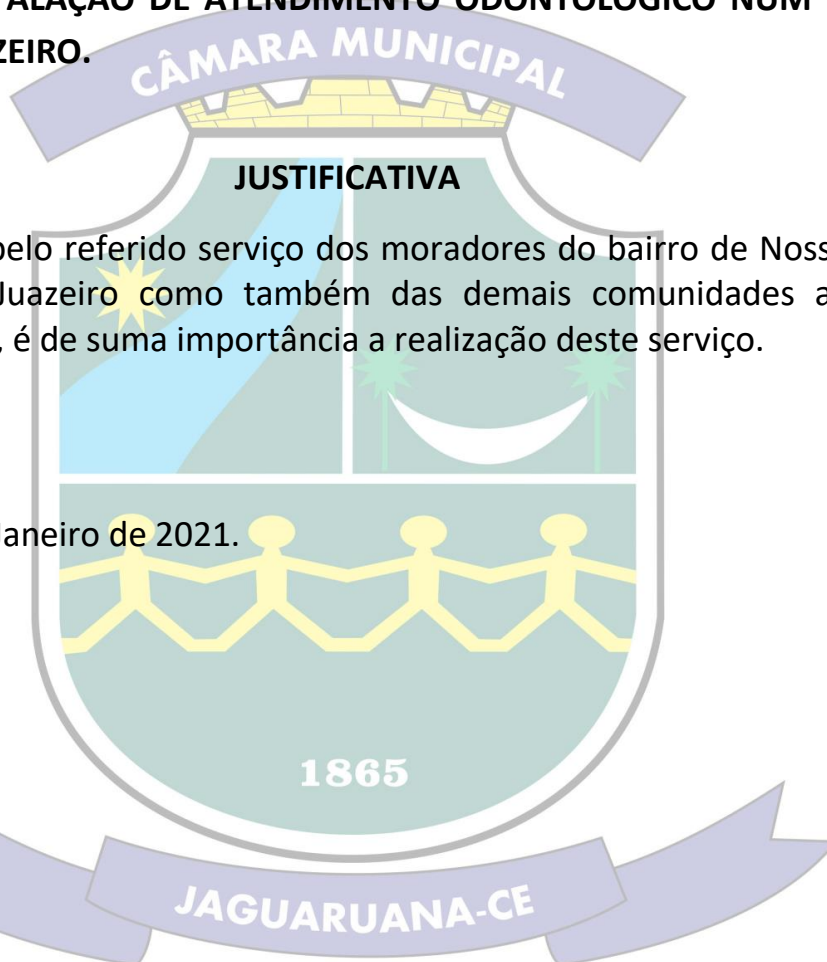 ALAÇÃO DE ATENDIMENTO ODONTOLÓGICO NUM
ZEIRO.
CÂMARA MUNICIPAL
JUSTIFICATIVA
pelo referido serviço dos moradores do bairro de Noss
Juazeiro como também das demais comunidades a
, é de suma importância a realização deste serviço.
Janeiro de 2021.
1865
JAGUARUANA-CE